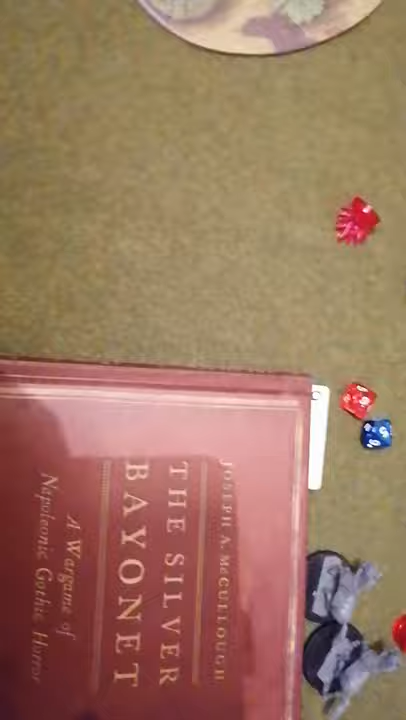 JOSEPH A. McCULLOUGH
THE SILVER
BAYONET
A Wargame of
Napoleonic Gothic Horror